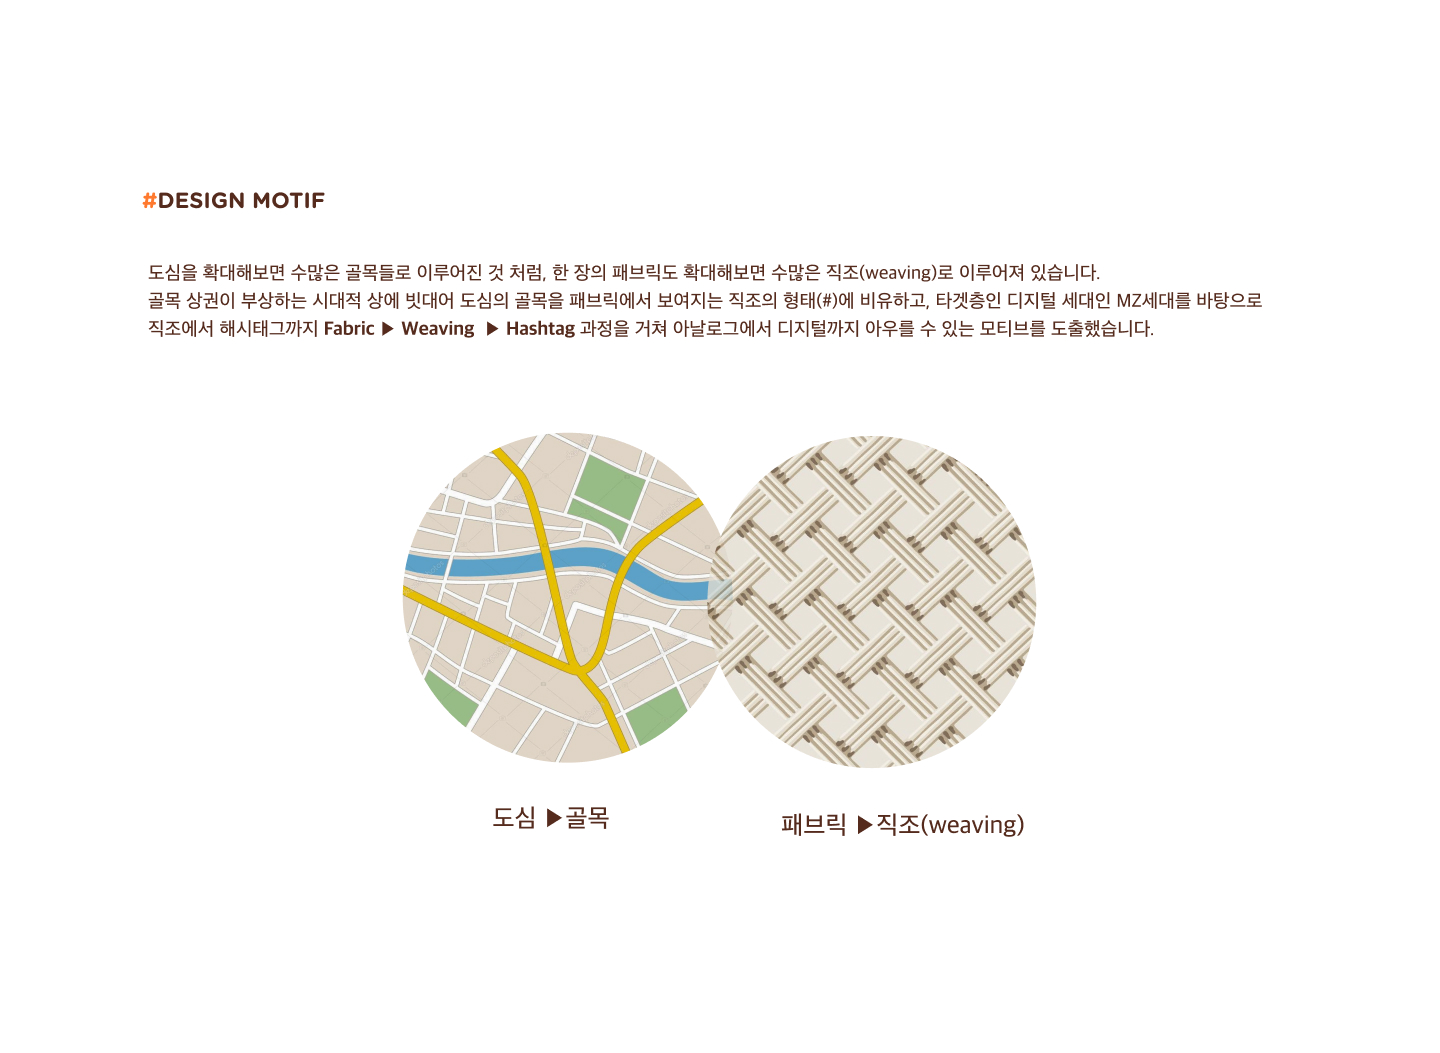 #DESIGN MOTIF
도심을 확대해보면 수많은 골목들로 이루어진 것 처럼, 한 장의 패브릭도 확대해보면 수많은 직조(weaving)로 이루어져 있습니다.
골목 상권이 부상하는 시대적 상에 빗대어 도심의 골목을 패브릭에서 보여지는 직조의 형태(#)에 비유하고, 타겟층인 디지털 세대인 MZ세대를 바탕으로
직조에서 해시태그까지 Fabric ▶ Weaving ▶ Hashtag 과정을 거쳐 아날로그에서 디지털까지 아우를 수 있는 모티브를 도출했습니다.
도심 ▶골목
패브릭 ▶직조(weaving)